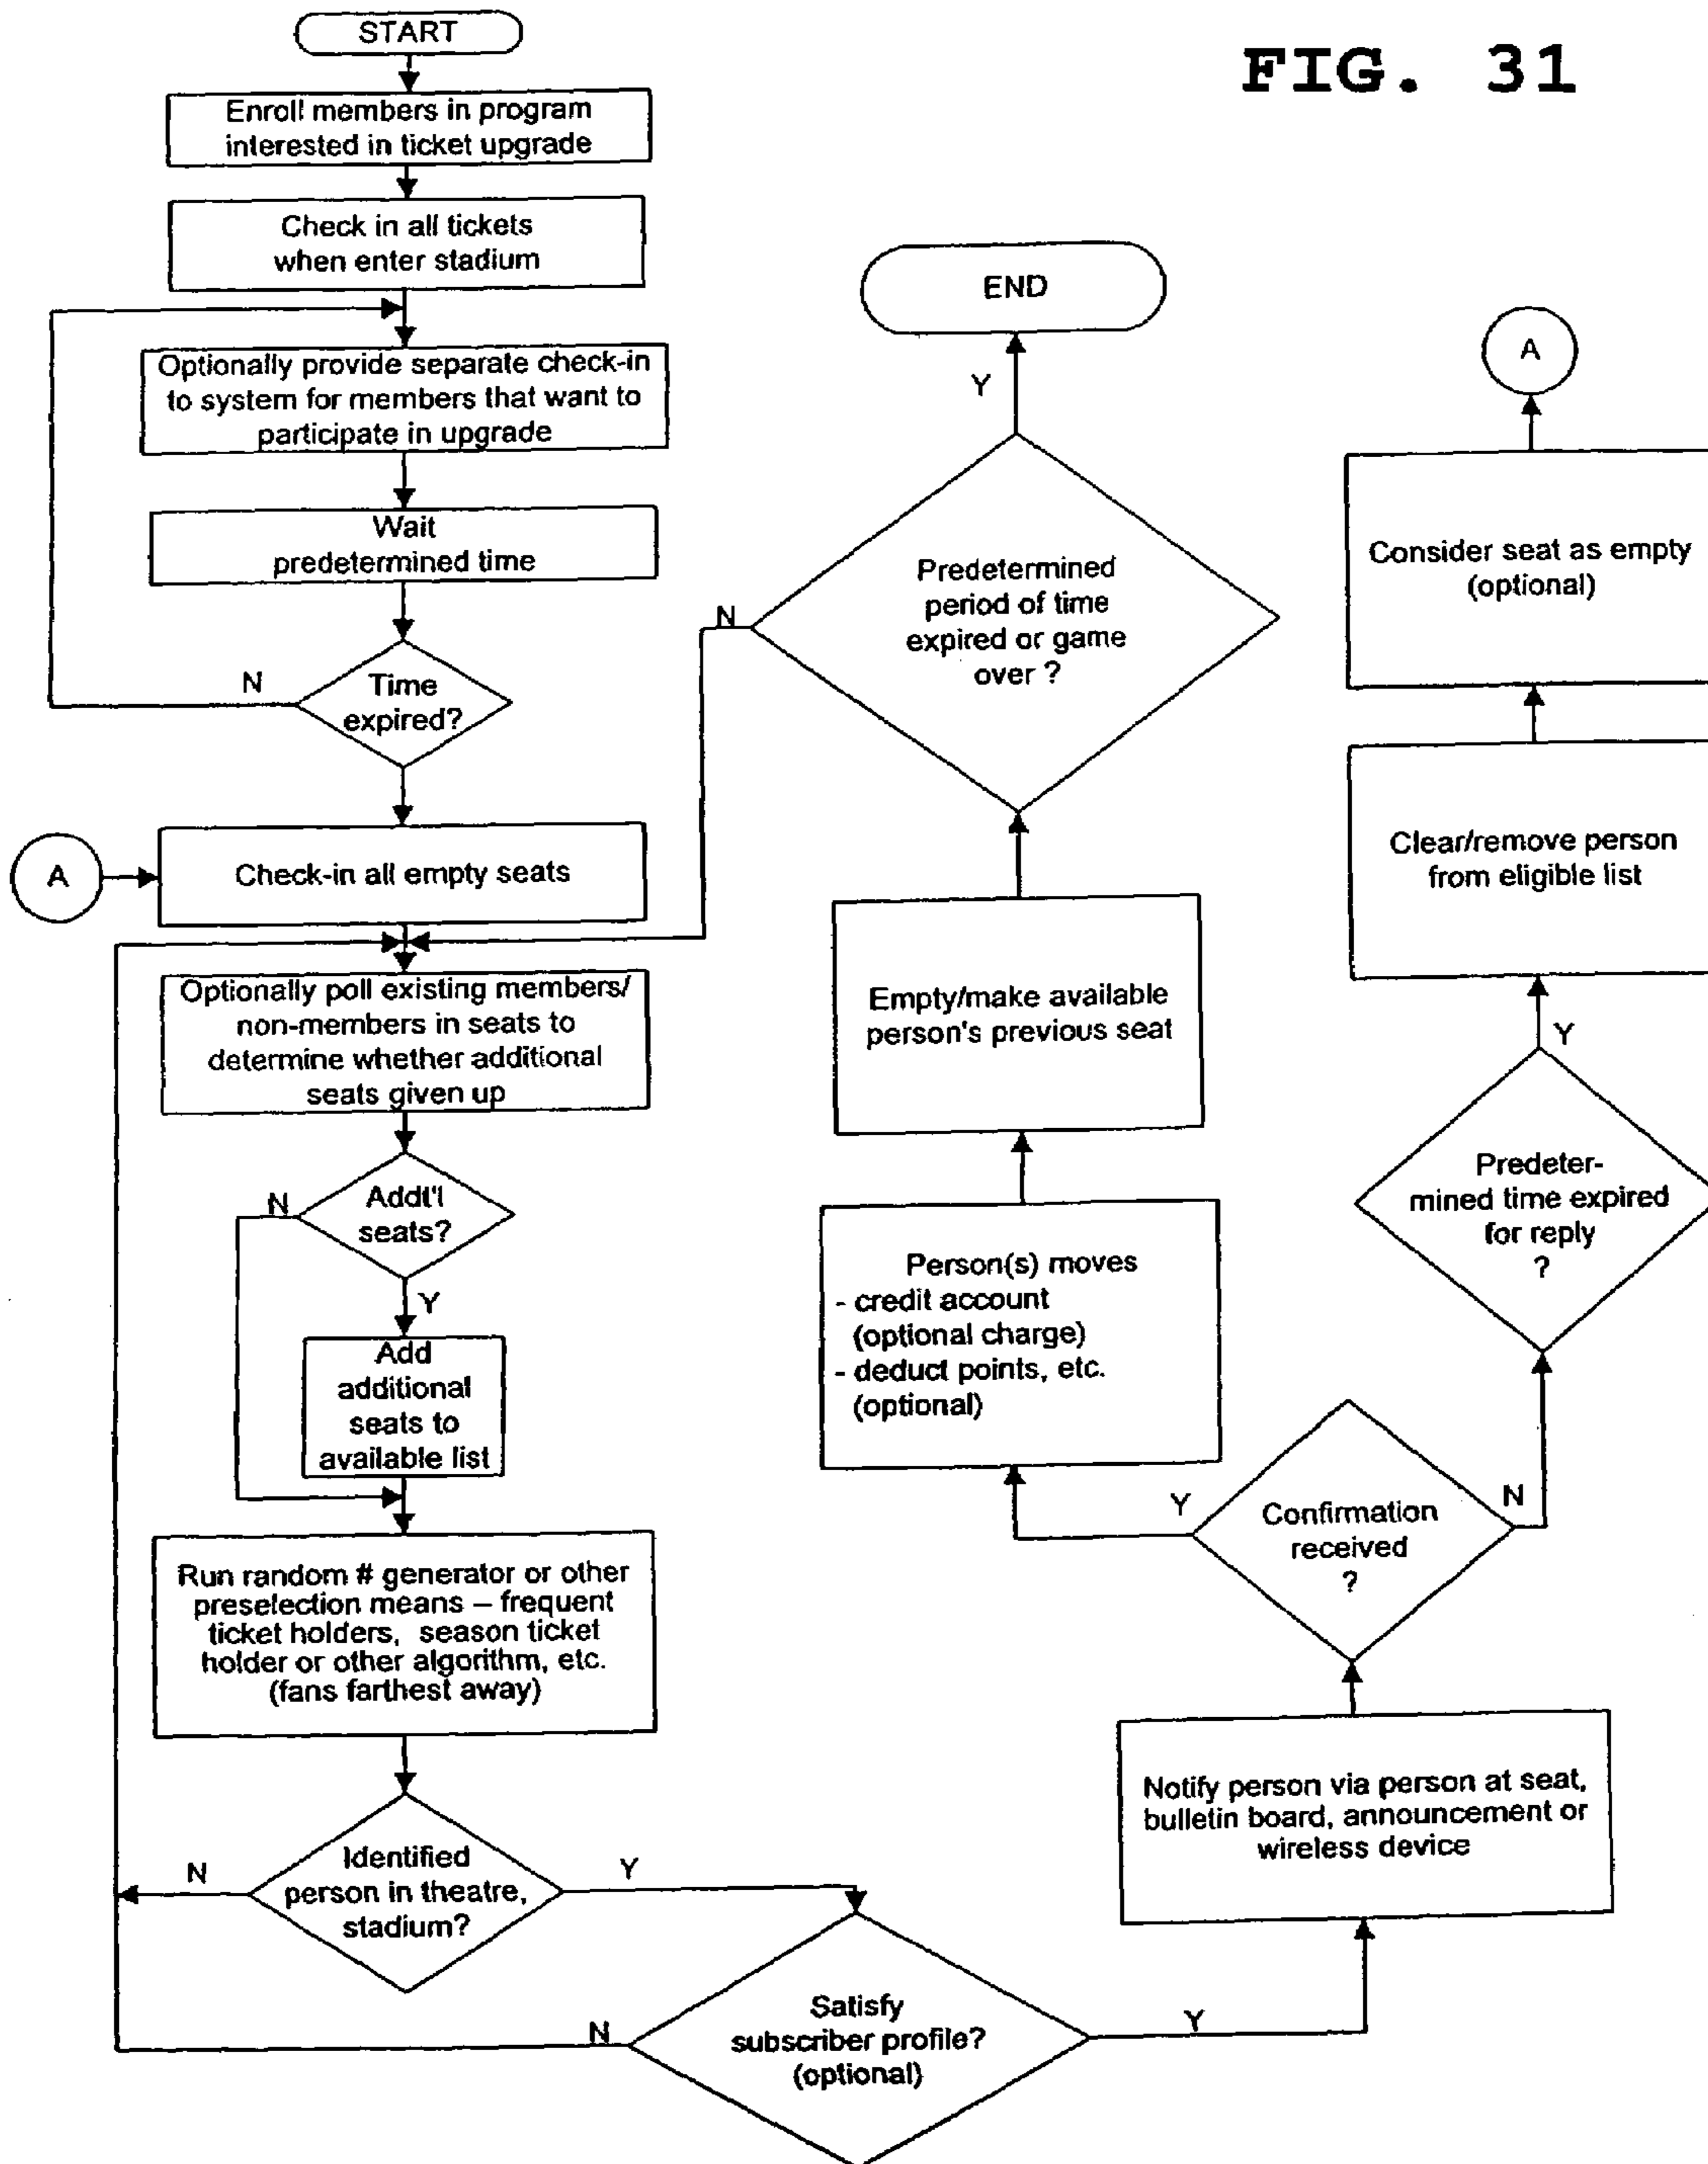 FIG. 31
START
Enroll members in program
interested in ticket upgrade
Check in all tickets
when enter stadium
Optionally provide separate check-in
to system for members that want to
participate in upgrade
Wait
predetermined time
Time
expired?
N
A
Check-in all empty seats
Optionally poll existing members/
non-members in seats to
determine whether additional
seats given up
Addt'l
seats?
N
Y
Add
additional
seats to
available list
Run random # generator or other
preselection means – frequent
ticket holders, season ticket
holder or other algorithm, etc.
(fans farthest away)
Identified
person in theatre,
stadium?
N
Y
Satisfy
subscriber profile?
(optional)
N
Y
Notify person via person at seat,
bulletin board, announcement or
wireless device
Confirmation
received
?
Y
N
Person(s) moves
- credit account
(optional charge)
- deduct points, etc.
(optional)
Empty/make available
person's previous seat
Predetermined
period of time
expired or game
over ?
N
Y
END
Predeter-
mined time expired
for reply
?
Y
Clear/remove person
from eligible list
Consider seat as empty
(optional)
A